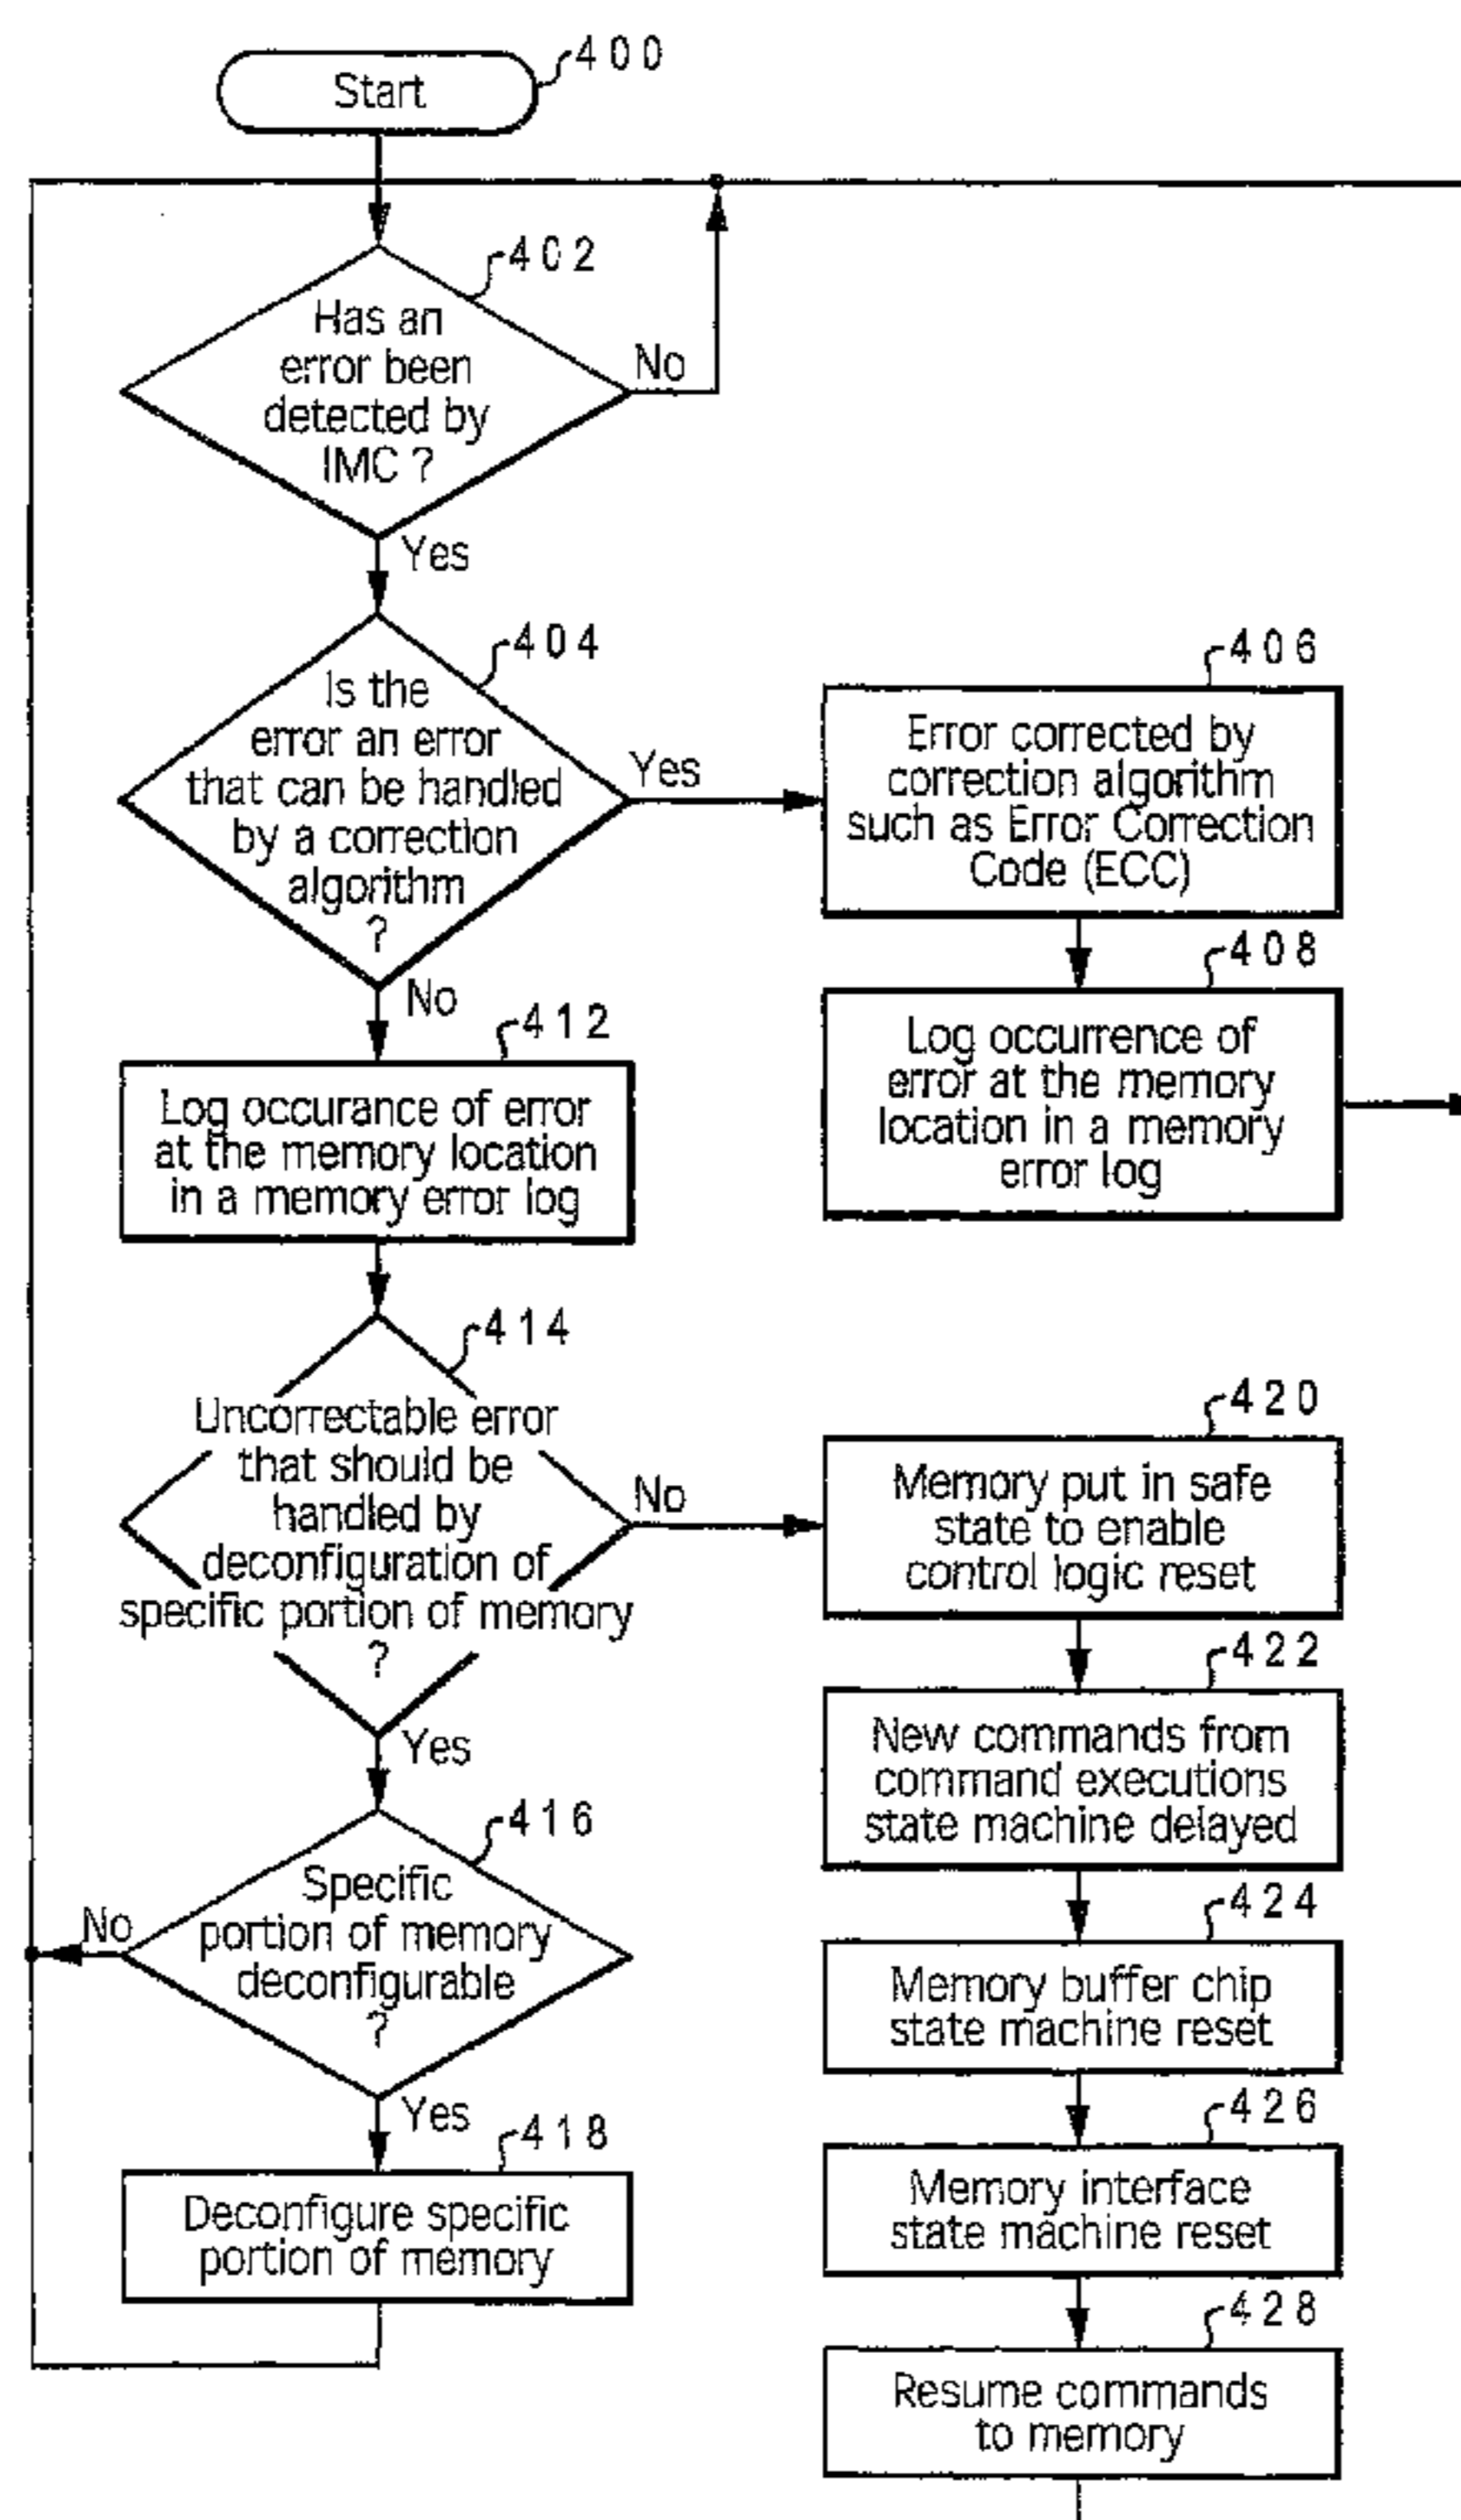 400
Start
402
Has an
error been
detected by
IMC ?
No
Yes
404
Is the
error an error
that can be handled
by a correction
algorithm
?
Yes
No
406
Error corrected by
correction algorithm
such as Error Correction
Code (ECC)
408
Log occurrence of
error at the memory
location in a memory
error log
412
Log occurance of error
at the memory location
in a memory error log
414
Uncorrectable error
that should be
handled by
deconfiguration of
specific portion of memory
?
No
Yes
416
Specific
portion of memory
deconfigurable
?
No
Yes
418
Deconfigure specific
portion of memory
420
Memory put in safe
state to enable
control logic reset
422
New commands from
command executions
state machine delayed
424
Memory buffer chip
state machine reset
426
Memory interface
state machine reset
428
Resume commands
to memory